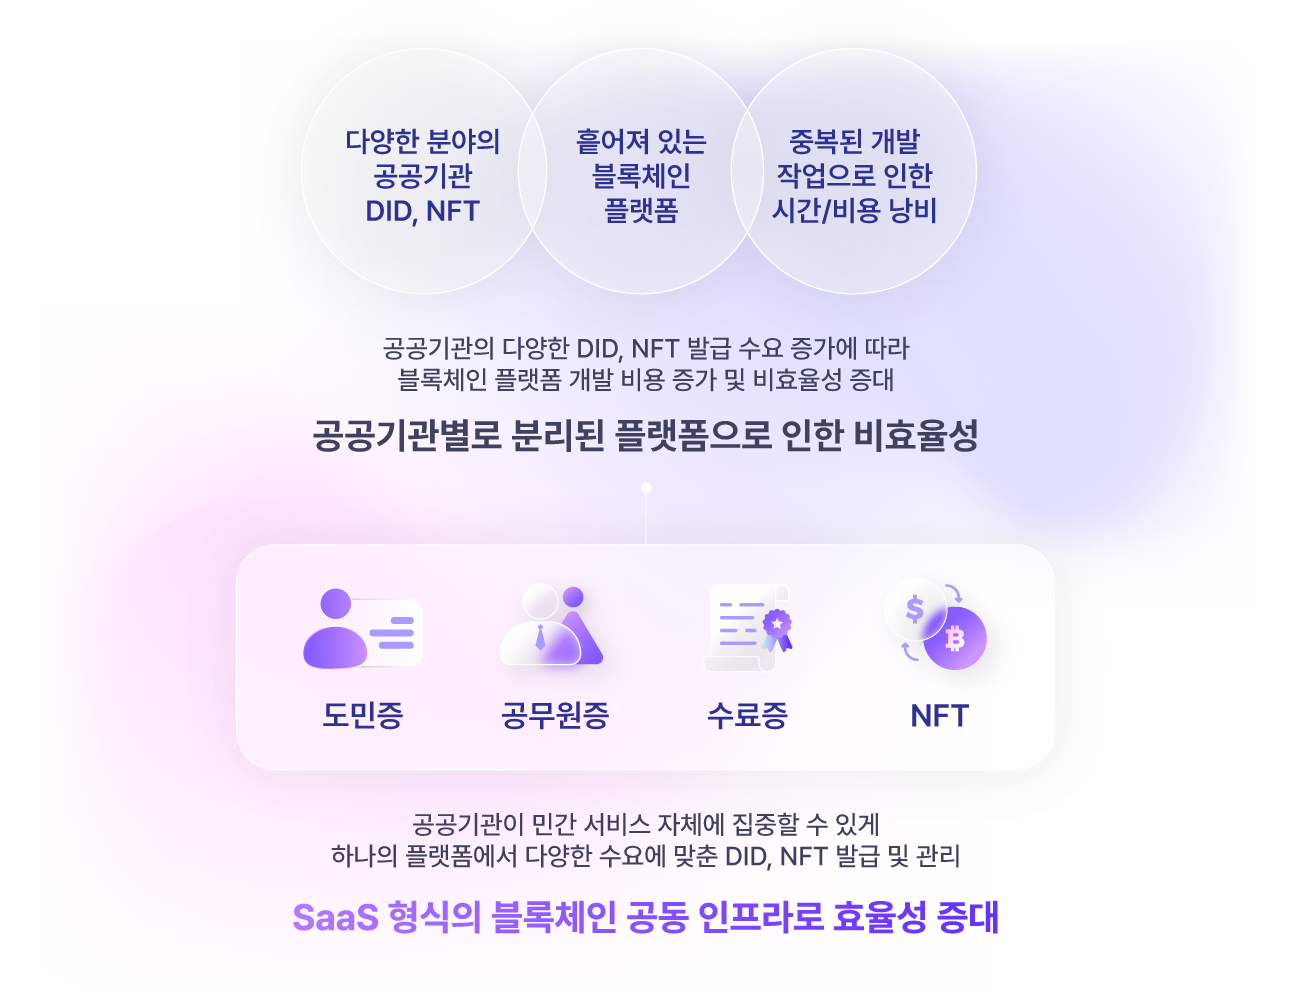 다양한 분야의
공공기관
DID, NFT
흩어져 있는
블록체인
플랫폼
중복된 개발
작업으로 인한
시간/비용 낭비
공공기관의 다양한 DID, NFT 발급 수요 증가에 따라
블록체인 플랫폼 개발 비용 증가 및 비효율성 증대
공공기관별로 분리된 플랫폼으로 인한 비효율성
도민증
공무원증
수료증
NFT
공공기관이 민간 서비스 자체에 집중할 수 있게
하나의 플랫폼에서 다양한 수요에 맞춘 DID, NFT 발급 및 관리
SaaS 형식의 블록체인 공동 인프라로 효율성 증대